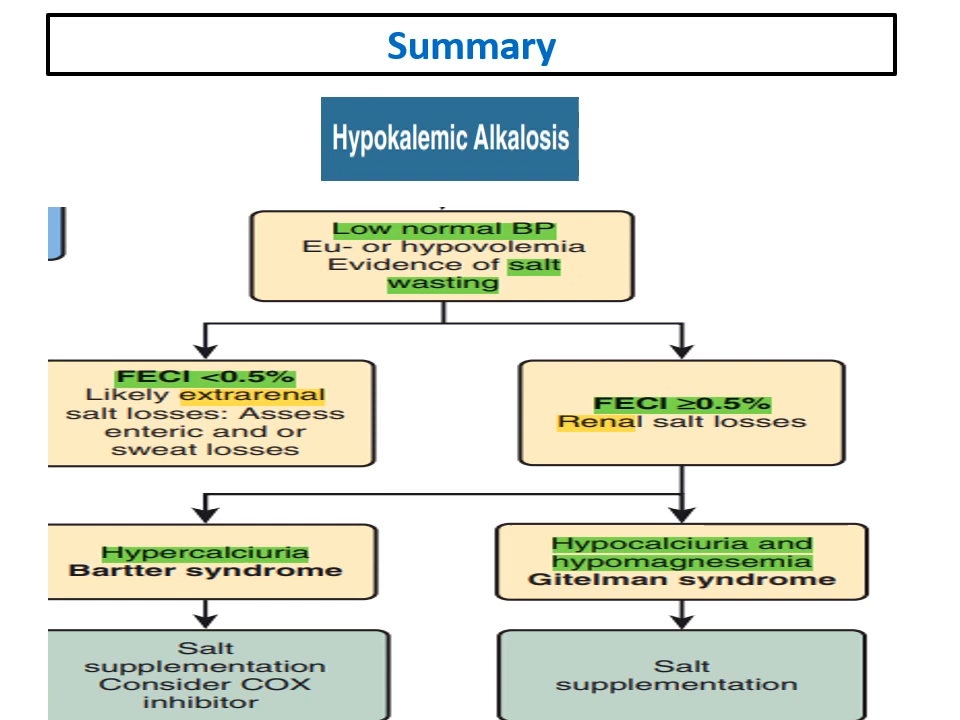 Summary
Hypokalemic Alkalosis
Low normal BP
Eu- or hypovolemia
Evidence of salt
wasting
FECl <0.5%
Likely extrarenal
salt losses: Assess
enteric and or
sweat losses
FECl ≥0.5%
Renal salt losses
Hypercalciuria
Bartter syndrome
Hypocalciuria and
hypomagnesemia
Gitelman syndrome
Salt
supplementation
Consider COX
inhibitor
Salt
supplementation